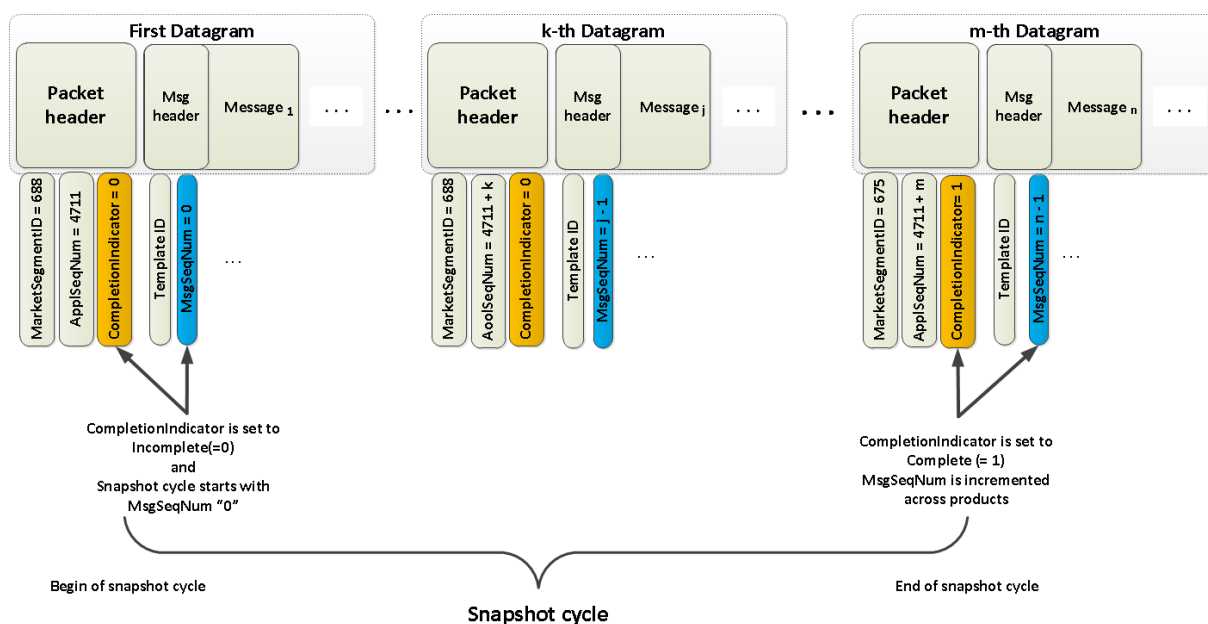 First Datagram
Packet
header
Msg
header
Message 1
. . .
MarketSegmentID = 688
ApplSeqNum = 4711
CompletionIndicator = 0
Template ID
MsgSeqNum = 0
...
. . .
k-th Datagram
Packet
header
Msg
header
Message j
. . .
MarketSegmentID = 688
AoolSeqNum = 4711 + k
CompletionIndicator = 0
Template ID
MsgSeqNum = j - 1
...
. . .
m-th Datagram
Packet
header
Msg
header
Message n
. . .
MarketSegmentID = 675
ApplSeqNum = 4711 + m
CompletionIndicator= 1
Template ID
MsgSeqNum = n - 1
...
CompletionIndicator is set to
Incomplete(=0)
and
Snapshot cycle starts with
MsgSeqNum “0”
CompletionIndicator is set to
Complete (= 1)
MsgSeqNum is incremented
across products
Begin of snapshot cycle
End of snapshot cycle
Snapshot cycle